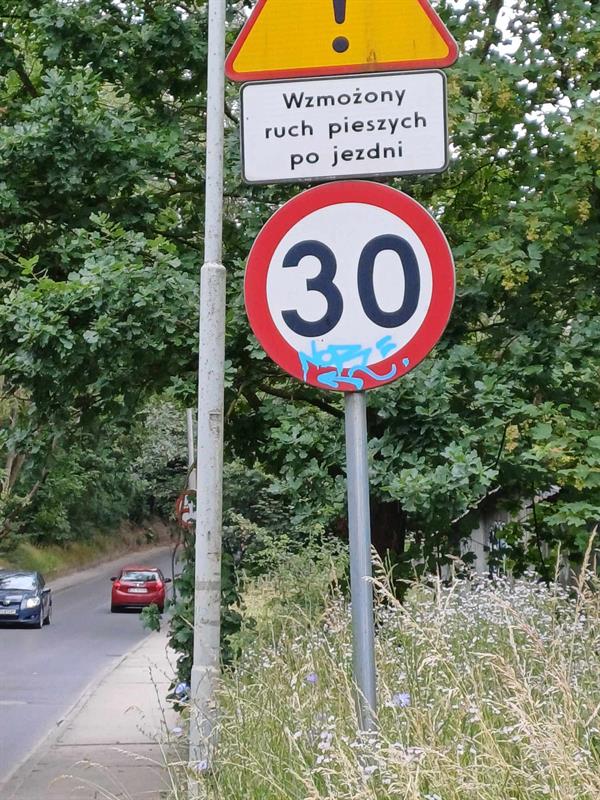 !
Wzmożony
ruch pieszych
po jezdni
30